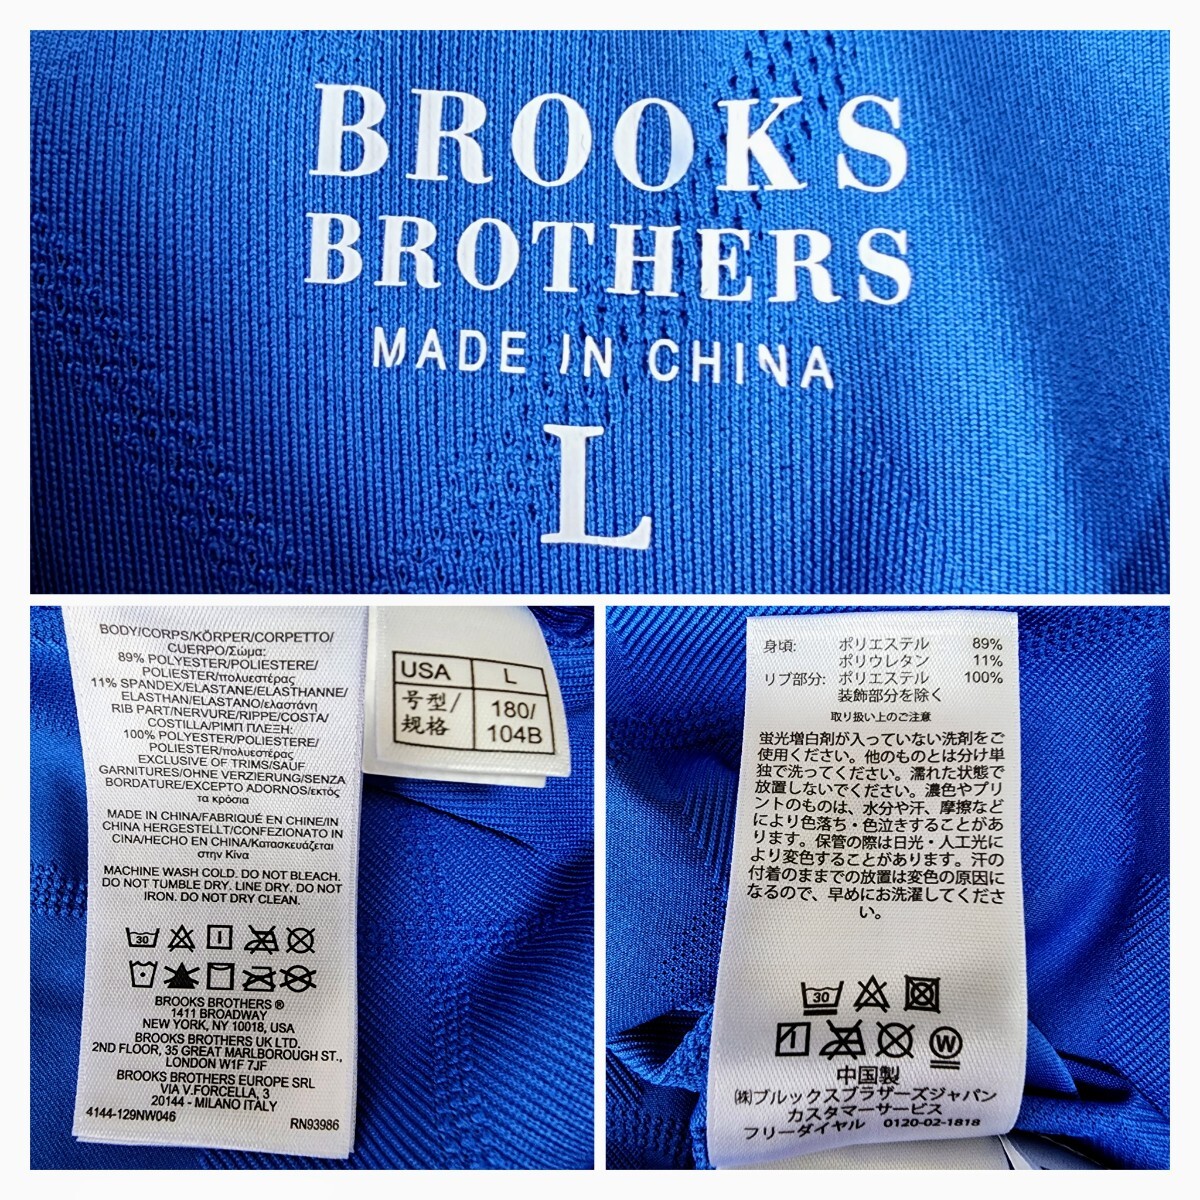 BROOKS
BROTHERS
MADE IN CHINA
L
BODY/CORPS/KÖRPER/CORPETTO/
CUERPO/Σώμα:
89% POLYESTER/POLIESTERE/
POLIÉSTER/πολυεστέρας
11% SPANDEX/ELASTANE/ELASTHANNE/
ELASTHAN/ELASTANO/ελαστάνη
RIB PART/NERVURE/RIPPE/COSTA/
COSTILLA/ΡΙΜΠ ΠΛΕΞΗ:
100% POLYESTER/POLIESTERE/
POLIÉSTER/πολυεστέρας
EXCLUSIVE OF TRIMS/SAUF
GARNITURES/OHNE VERZIERUNG/SENZA
BORDATURE/EXCEPTO ADORNOS/εκτός
τα κρόσια
MADE IN CHINA/FABRIQUÉ EN CHINE/IN
CHINA HERGESTELLT/CONFEZIONATO IN
CINA/HECHO EN CHINA/Κατασκευάζεται
στην Κίνα
MACHINE WASH COLD. DO NOT BLEACH.
DO NOT TUMBLE DRY. LINE DRY. DO NOT
IRON. DO NOT DRY CLEAN.
30
BROOKS BROTHERS ®
1411 BROADWAY
NEW YORK, NY 10018, USA
BROOKS BROTHERS UK LTD.
2ND FLOOR, 35 GREAT MARLBOROUGH ST.,
LONDON W1F 7JF
BROOKS BROTHERS EUROPE SRL
VIA V.FORCELLA, 3
20144 - MILANO ITALY
4144-129NW046 RN93986
USA L
号型/ 180/
规格 104B
身頃: ポリエステル 89%
ポリウレタン 11%
リブ部分: ポリエステル 100%
装飾部分を除く
取り扱い上のご注意
蛍光増白剤が入っていない洗剤をご
使用ください。他のものとは分け単
独で洗ってください。濡れた状態で
放置しないでください。濃色やプリ
ントのものは、水分や汗、摩擦など
により色落ち・色泣きすることがあ
ります。保管の際は日光・人工光に
より変色することがあります。汗の
付着のままでの放置は変色の原因に
なるので、早めにお洗濯してくださ
い。
30
W
中国製
㈱ブルックスブラザーズジャパン
カスタマーサービス
フリーダイヤル 0120-02-1818